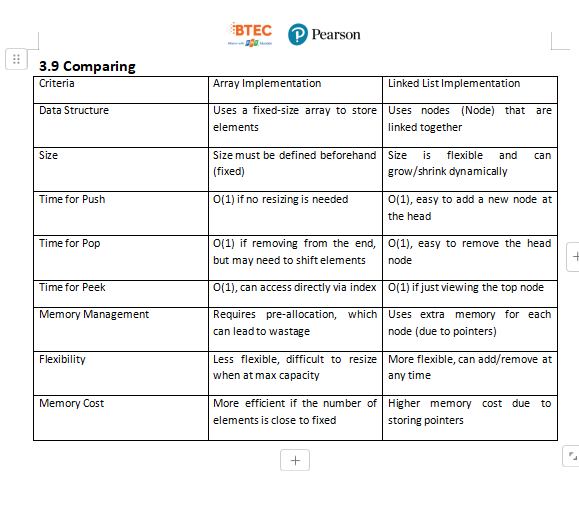 BTEC
Pearson
3.9 Comparing
Criteria
Array Implementation
Linked List Implementation
Data Structure
Uses a fixed-size array to store
elements
Uses nodes (Node) that are
linked together
Size
Size must be defined beforehand
(fixed)
Size is flexible and can
grow/shrink dynamically
Time for Push
O(1) if no resizing is needed
O(1), easy to add a new node at
the head
Time for Pop
O(1) if removing from the end,
but may need to shift elements
O(1), easy to remove the head
node
Time for Peek
O(1), can access directly via index
O(1) if just viewing the top node
Memory Management
Requires pre-allocation, which
can lead to wastage
Uses extra memory for each
node (due to pointers)
Flexibility
Less flexible, difficult to resize
when at max capacity
More flexible, can add/remove at
any time
Memory Cost
More efficient if the number of
elements is close to fixed
Higher memory cost due to
storing pointers